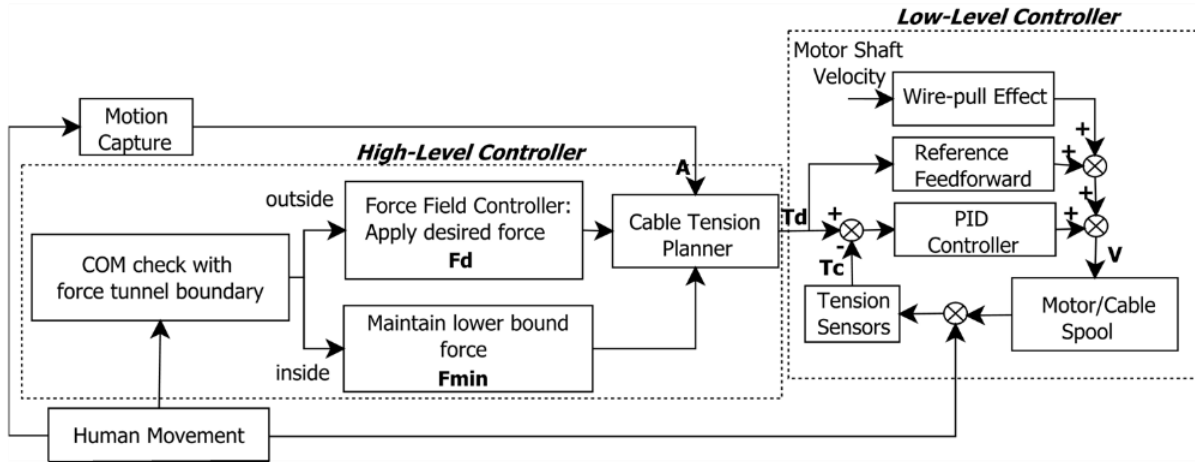 Low-Level Controller
Motor Shaft
Velocity
Wire-pull Effect
+
Motion
Capture
High-Level Controller
A
Reference
Feedforward
+
outside
Force Field Controller:
Apply desired force
Fd
Cable Tension
Planner
Td
+
-
PID
Controller
+
+
COM check with
force tunnel boundary
Tc
V
Tension
Sensors
Motor/Cable
Spool
Maintain lower bound
force
Fmin
inside
Human Movement